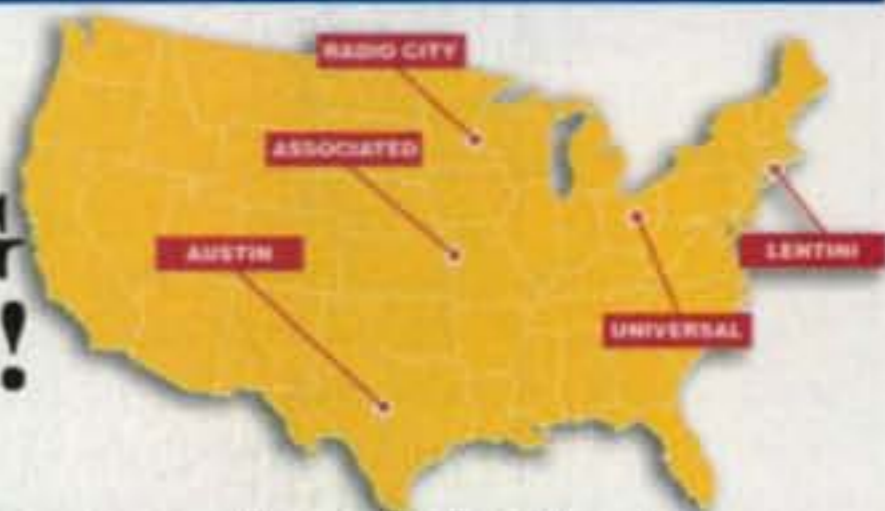 RADIO CITY
ASSOCIATED
AUSTIN
LENTINI
UNIVERSAL
!